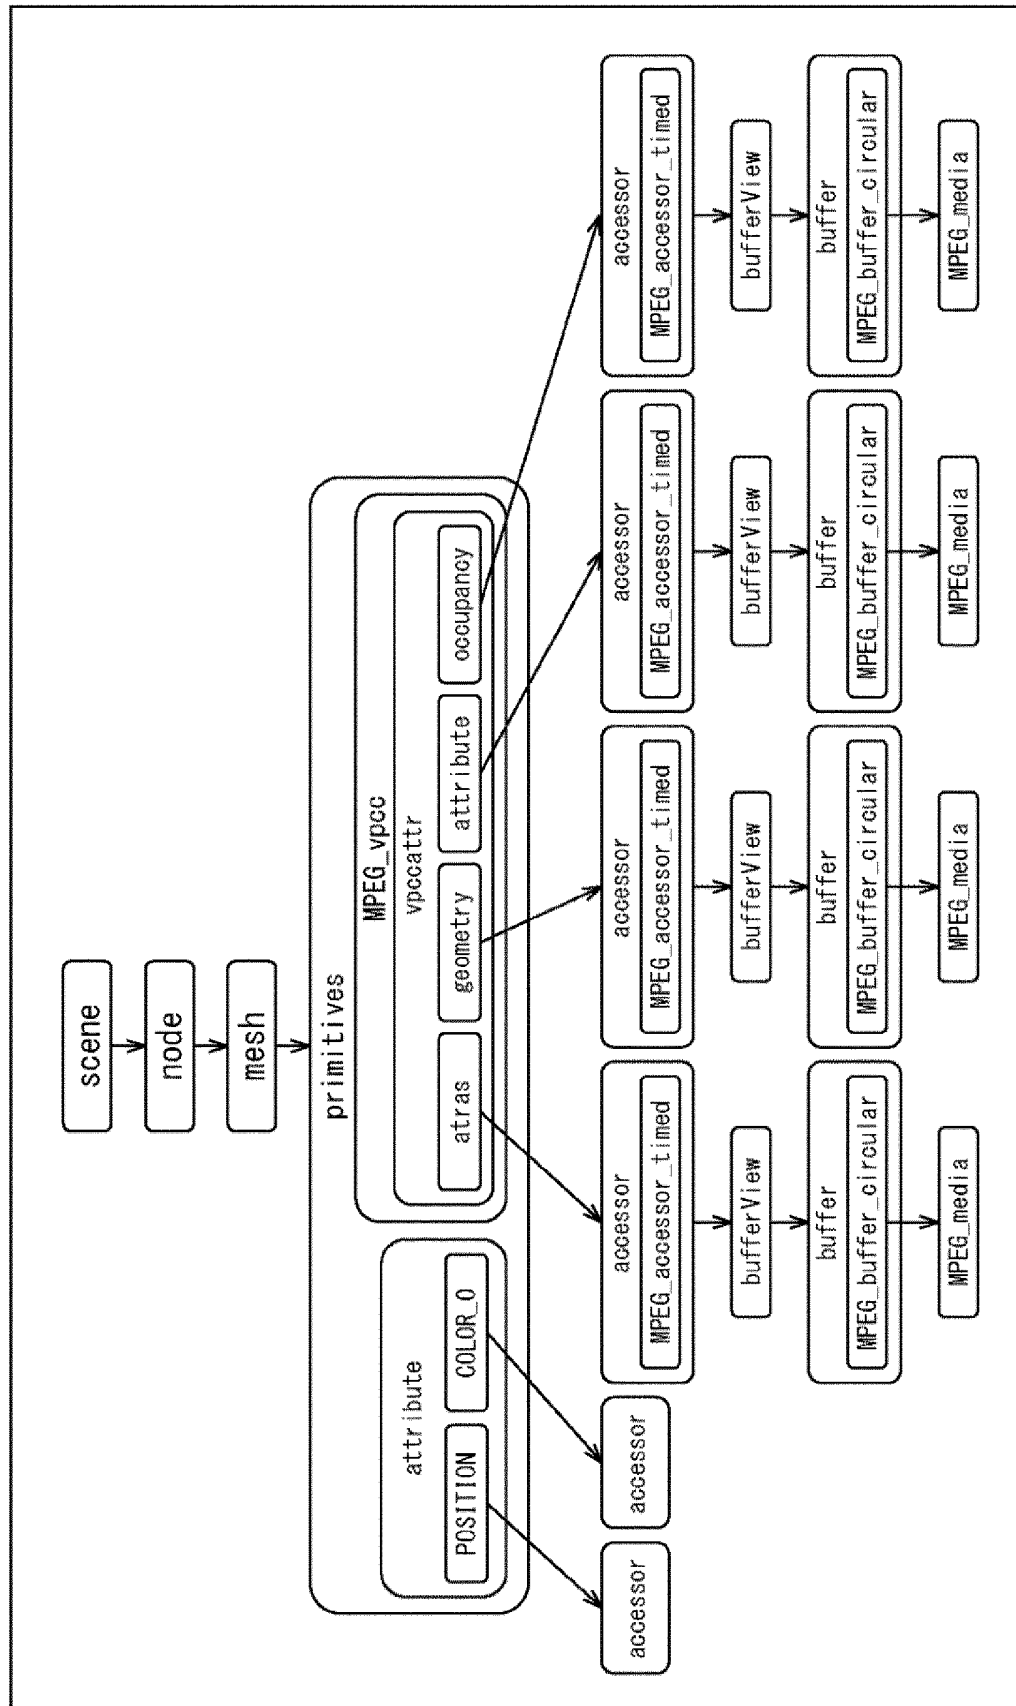 scene
node
mesh
primitives
attribute
POSITION
COLOR_0
MPEG_vpcc
vpccattr
atras
geometry
attribute
occupancy
accessor
accessor
accessor
MPEG_accessor_timed
bufferView
buffer
MPEG_buffer_circular
MPEG_media
accessor
MPEG_accessor_timed
bufferView
buffer
MPEG_buffer_circular
MPEG_media
accessor
MPEG_accessor_timed
bufferView
buffer
MPEG_buffer_circular
MPEG_media
accessor
MPEG_accessor_timed
bufferView
buffer
MPEG_buffer_circular
MPEG_media